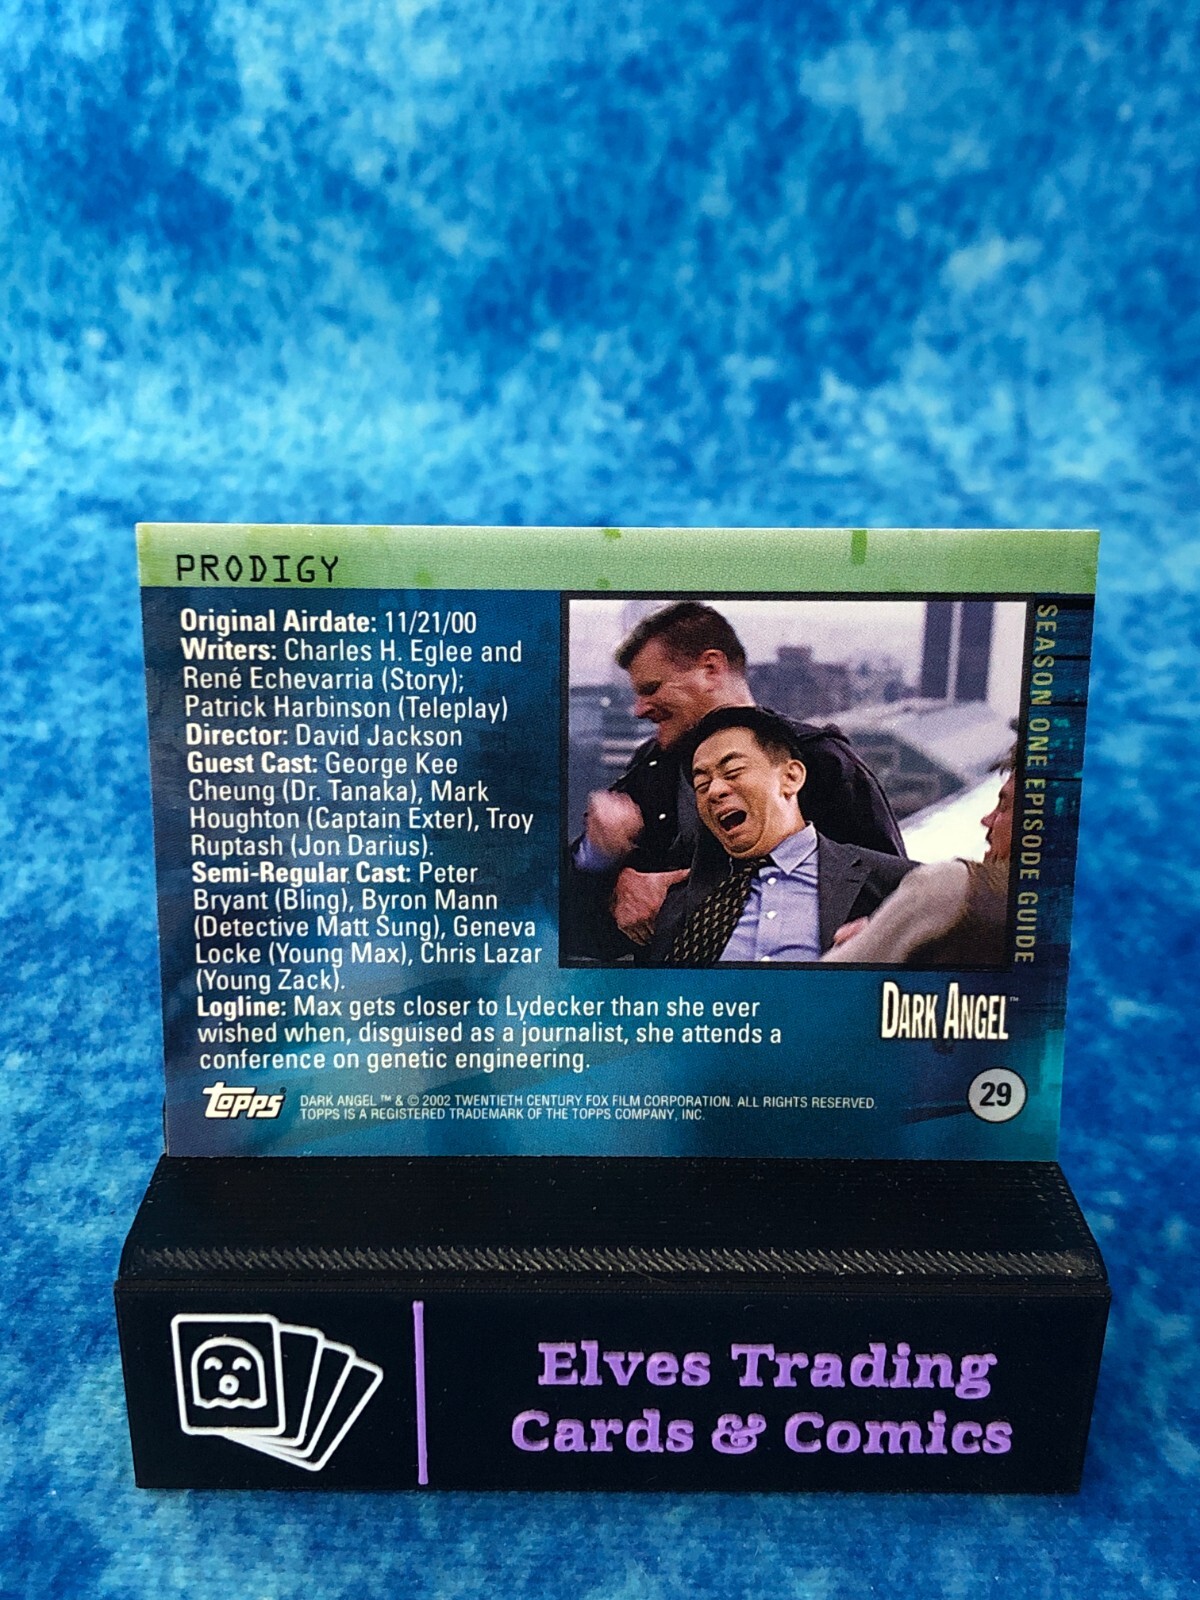 PRODIGY
Original Airdate: 11/21/00
Writers: Charles H. Eglee and
René Echevarria (Story);
Patrick Harbinson (Teleplay)
Director: David Jackson
Guest Cast: George Kee
Cheung (Dr. Tanaka), Mark
Houghton (Captain Exter), Troy
Ruptash (Jon Darius).
Semi-Regular Cast: Peter
Bryant (Bling), Byron Mann
(Detective Matt Sung), Geneva
Locke (Young Max), Chris Lazar
(Young Zack).
Logline: Max gets closer to Lydecker than she ever
wished when, disguised as a journalist, she attends a
conference on genetic engineering.
SEASON ONE EPISODE GUIDE
DARK ANGEL™
29
Topps®
DARK ANGEL ™ & © 2002 TWENTIETH CENTURY FOX FILM CORPORATION. ALL RIGHTS RESERVED.
TOPPS IS A REGISTERED TRADEMARK OF THE TOPPS COMPANY, INC.
Elves Trading
Cards & Comics